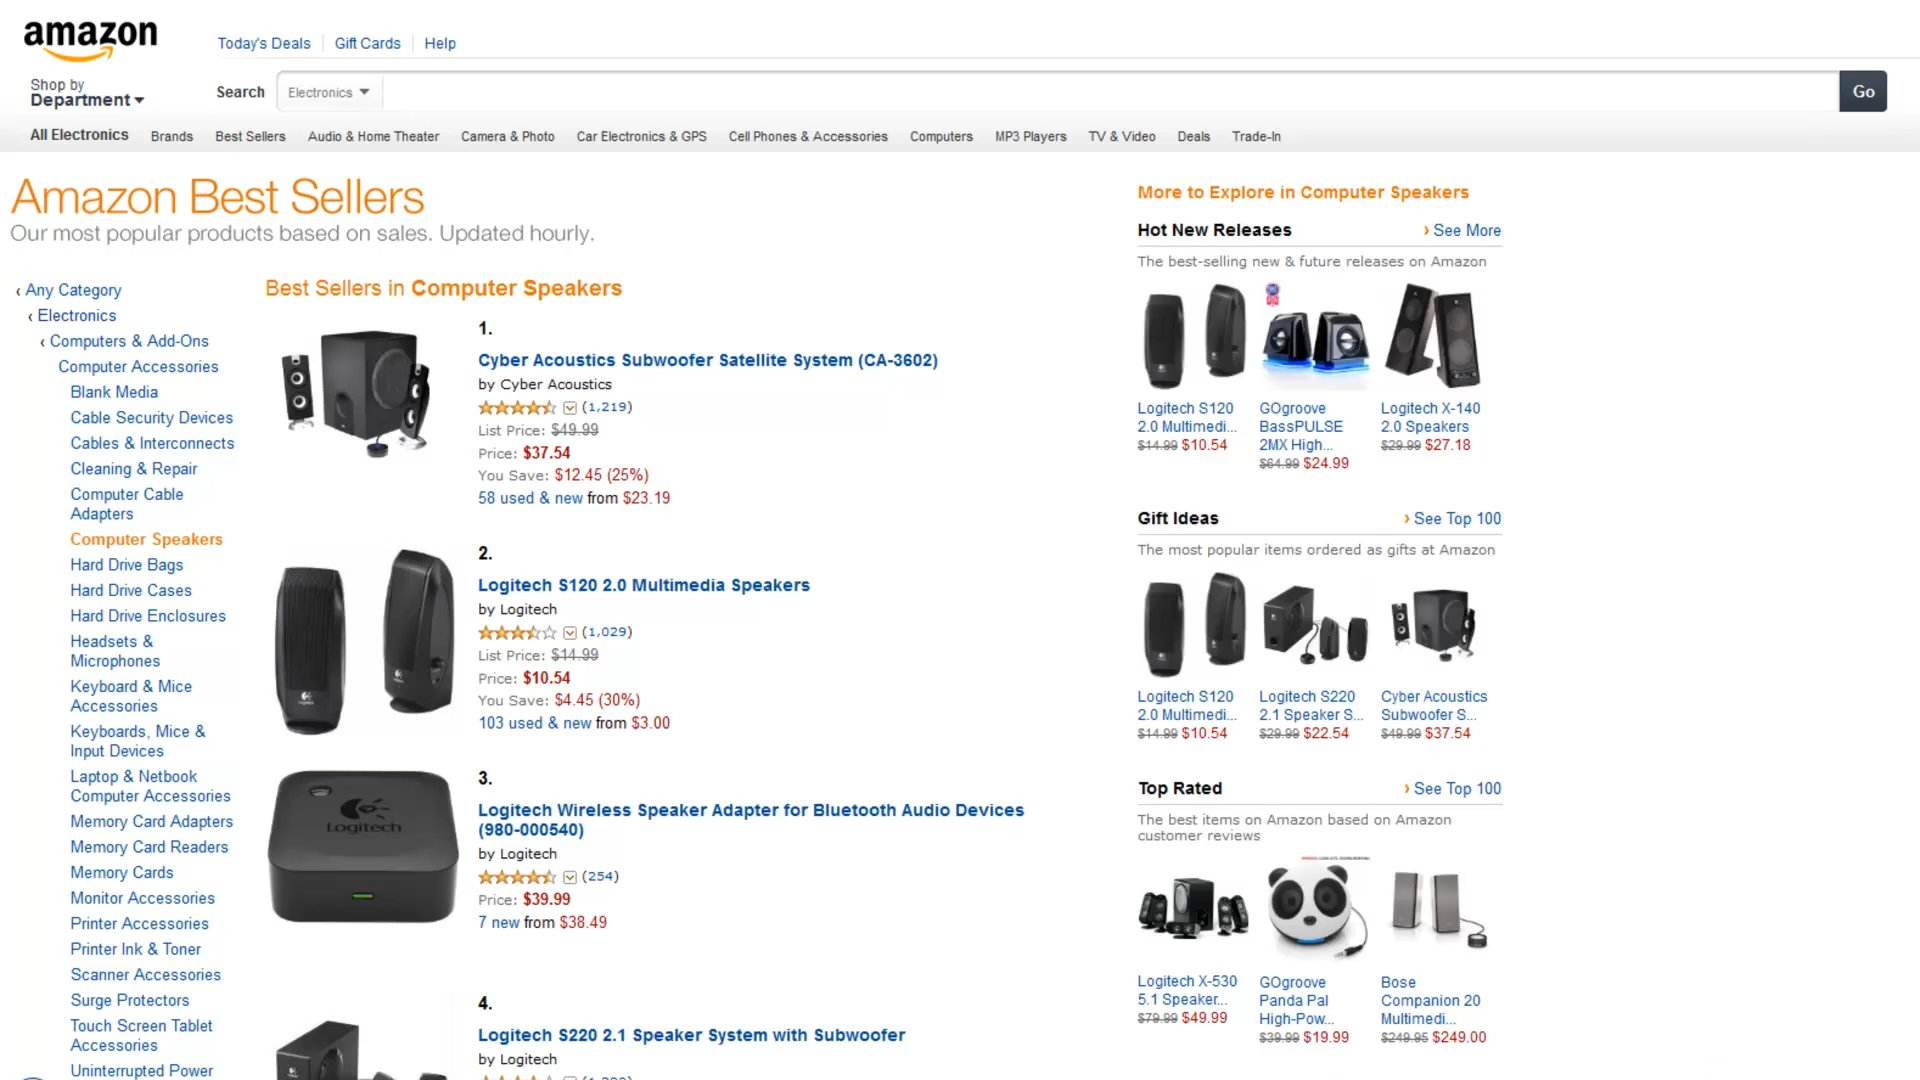 amazon
Today's Deals
Gift Cards
Help
Shop by
Department
Search
Electronics
Go
All Electronics
Brands
Best Sellers
Audio & Home Theater
Camera & Photo
Car Electronics & GPS
Cell Phones & Accessories
Computers
MP3 Players
TV & Video
Deals
Trade-In
Amazon Best Sellers
Our most popular products based on sales. Updated hourly.
‹ Any Category
‹ Electronics
‹ Computers & Add-Ons
Computer Accessories
Blank Media
Cable Security Devices
Cables & Interconnects
Cleaning & Repair
Computer Cable
Adapters
Computer Speakers
Hard Drive Bags
Hard Drive Cases
Hard Drive Enclosures
Headsets &
Microphones
Keyboard & Mice
Accessories
Keyboards, Mice &
Input Devices
Laptop & Netbook
Computer Accessories
Memory Card Adapters
Memory Card Readers
Memory Cards
Monitor Accessories
Printer Accessories
Printer Ink & Toner
Scanner Accessories
Surge Protectors
Touch Screen Tablet
Accessories
Uninterrupted Power
Best Sellers in Computer Speakers
1.
Cyber Acoustics Subwoofer Satellite System (CA-3602)
by Cyber Acoustics
(1,219)
List Price: $49.99
Price: $37.54
You Save: $12.45 (25%)
58 used & new from $23.19
2.
Logitech S120 2.0 Multimedia Speakers
by Logitech
(1,029)
List Price: $14.99
Price: $10.54
You Save: $4.45 (30%)
103 used & new from $3.00
Logitech
3.
Logitech Wireless Speaker Adapter for Bluetooth Audio Devices
(980-000540)
by Logitech
(254)
Price: $39.99
7 new from $38.49
4.
Logitech S220 2.1 Speaker System with Subwoofer
by Logitech
More to Explore in Computer Speakers
Hot New Releases
› See More
The best-selling new & future releases on Amazon
Logitech S120
2.0 Multimedi...
$14.99 $10.54
GOgroove
BassPULSE
2MX High...
$64.99 $24.99
Logitech X-140
2.0 Speakers
$29.99 $27.18
Gift Ideas
› See Top 100
The most popular items ordered as gifts at Amazon
Logitech S120
2.0 Multimedi...
$14.99 $10.54
Logitech S220
2.1 Speaker S...
$29.99 $22.54
Cyber Acoustics
Subwoofer S...
$49.99 $37.54
Top Rated
› See Top 100
The best items on Amazon based on Amazon
customer reviews
Logitech X-530
5.1 Speaker...
$79.99 $49.99
GOgroove
Panda Pal
High-Pow...
$39.99 $19.99
Bose
Companion 20
Multimedi...
$249.95 $249.00